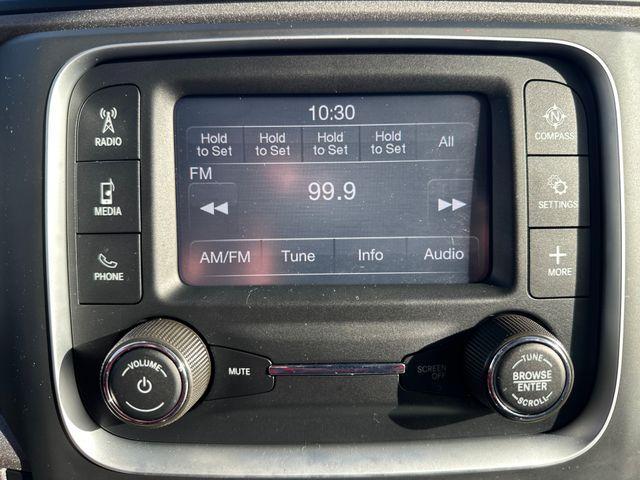 10:30
Hold to Set
Hold to Set
Hold to Set
Hold to Set
All
FM
99.9
AM/FM
Tune
Info
Audio
RADIO
MEDIA
PHONE
N
COMPASS
SETTINGS
+
MORE
VOLUME
MUTE
SCREEN
OFF
TUNE
BROWSE
ENTER
SCROLL